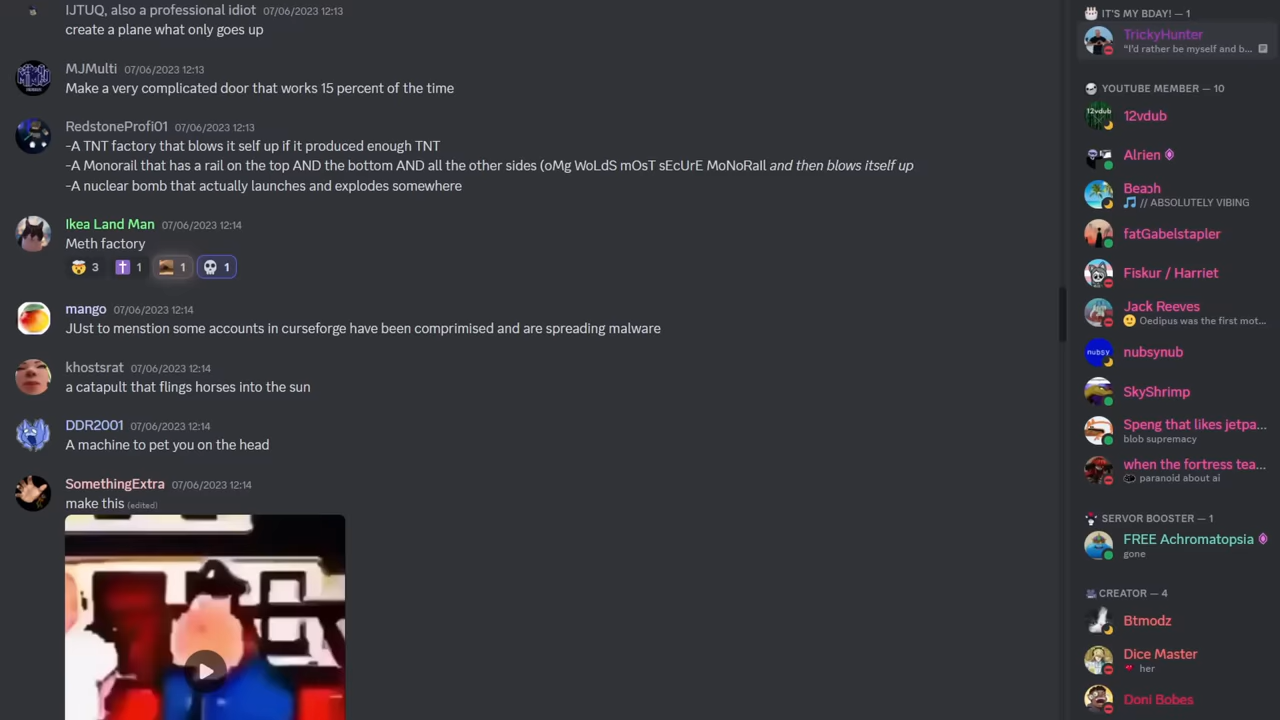 IJTUQ, also a professional idiot 07/06/2023 12:13
create a plane what only goes up
MJMulti 07/06/2023 12:13
Make a very complicated door that works 15 percent of the time
RedstoneProfi01 07/06/2023 12:13
-A TNT factory that blows it self up if it produced enough TNT
-A Monorail that has a rail on the top AND the bottom AND all the other sides (oMg WoLdS mOsT sEcUrE MoNoRaIl and then blows itself up
-A nuclear bomb that actually launches and explodes somewhere
Ikea Land Man 07/06/2023 12:14
Meth factory
3 1 1 1
mango 07/06/2023 12:14
JUst to menstion some accounts in curseforge have been comprimised and are spreading malware
khostsrat 07/06/2023 12:14
a catapult that flings horses into the sun
DDR2001 07/06/2023 12:14
A machine to pet you on the head
SomethingExtra 07/06/2023 12:14
make this (edited)
IT'S MY BDAY! — 1
TrickyHunter
"I'd rather be myself and b...
YOUTUBE MEMBER — 10
12vdub
12vdub
Alrien
Beaɔh
// ABSOLUTELY VIBING
fatGabelstapler
Fiskur / Harriet
Jack Reeves
Oedipus was the first mot...
nubsy
nubsynub
SkyShrimp
Speng that likes jetpa...
blob supremacy
when the fortress tea...
paranoid about ai
SERVOR BOOSTER — 1
FREE Achromatopsia
gone
CREATOR — 4
Btmodz
Dice Master
her
Doni Bobes